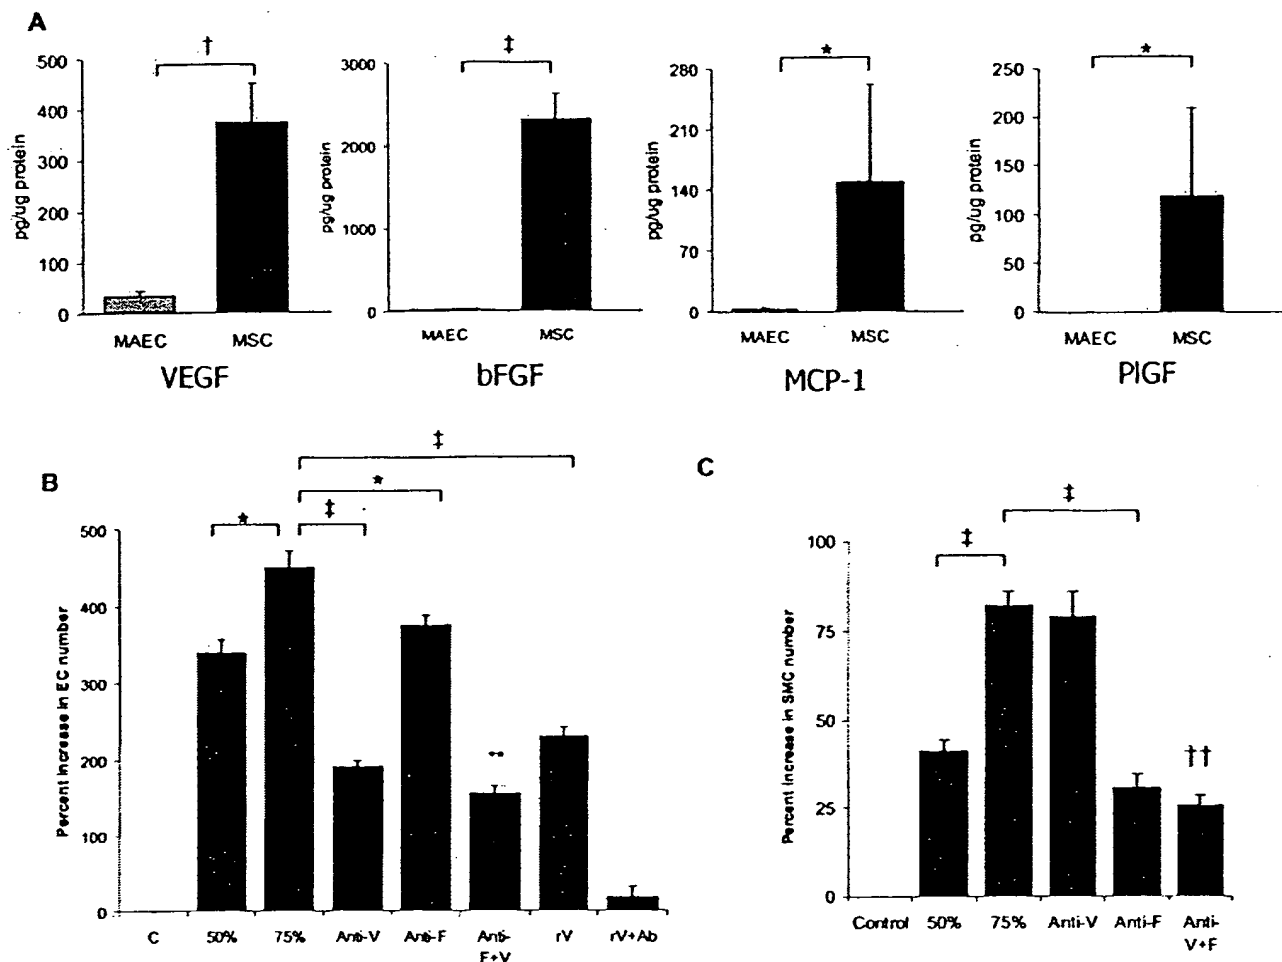 A
†
‡
*
*
500
400
300
200
100
0
pg/ug protein
MAEC
MSC
VEGF
3000
2000
1000
0
pg/ug protein
MAEC
MSC
bFGF
280
210
140
70
0
pg/ug protein
MAEC
MSC
MCP-1
250
200
150
100
50
0
pg/ug protein
MAEC
MSC
PlGF
B
‡
*
‡
*
**
500
400
300
200
100
0
Percent Increase in EC number
C
50%
75%
Anti-V
Anti-F
Anti-
F+V
rV
rV+Ab
C
‡
‡
††
100
75
50
25
0
Percent Increase in SMC number
Control
50%
75%
Anti-V
Anti-F
Anti-
V+F